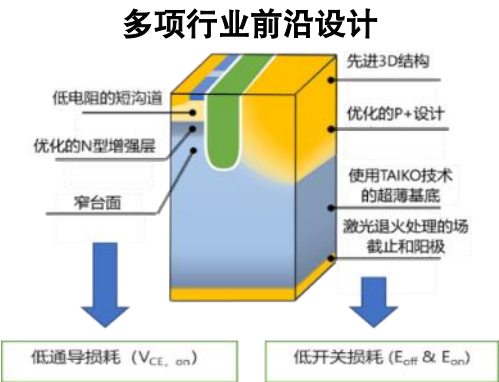 多项行业前沿设计
先进3D结构
低电阻的短沟道
优化的P+设计
优化的N型增强层
使用TAIKO技术
的超薄基底
窄台面
激光退火处理的场
截止和阳极
低通导损耗（VCE，on）
低开关损耗 (Eoff & Eon)